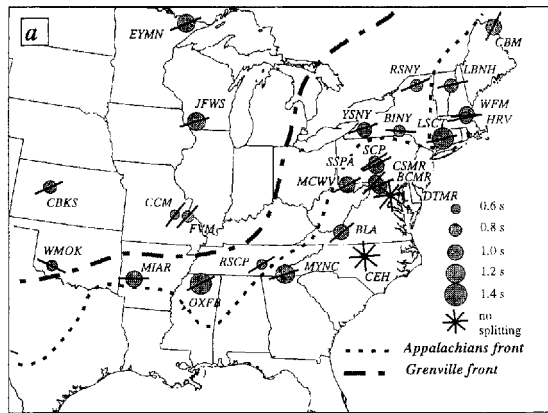 a
EYMN
CBM
RSNY
LBNH
JFWS
YSNY
BINY
WFM
LSC
HRV
SCP
SSPA
CSMR
BCMR
MCWV
DTMR
0.6 s
CBKS
CCM
FVM
BLA
0.8 s
1.0 s
WMOK
MIAR
RSCP
MYNC
CEH
1.2 s
OXFB
1.4 s
no
splitting
Appalachians front
Grenville front